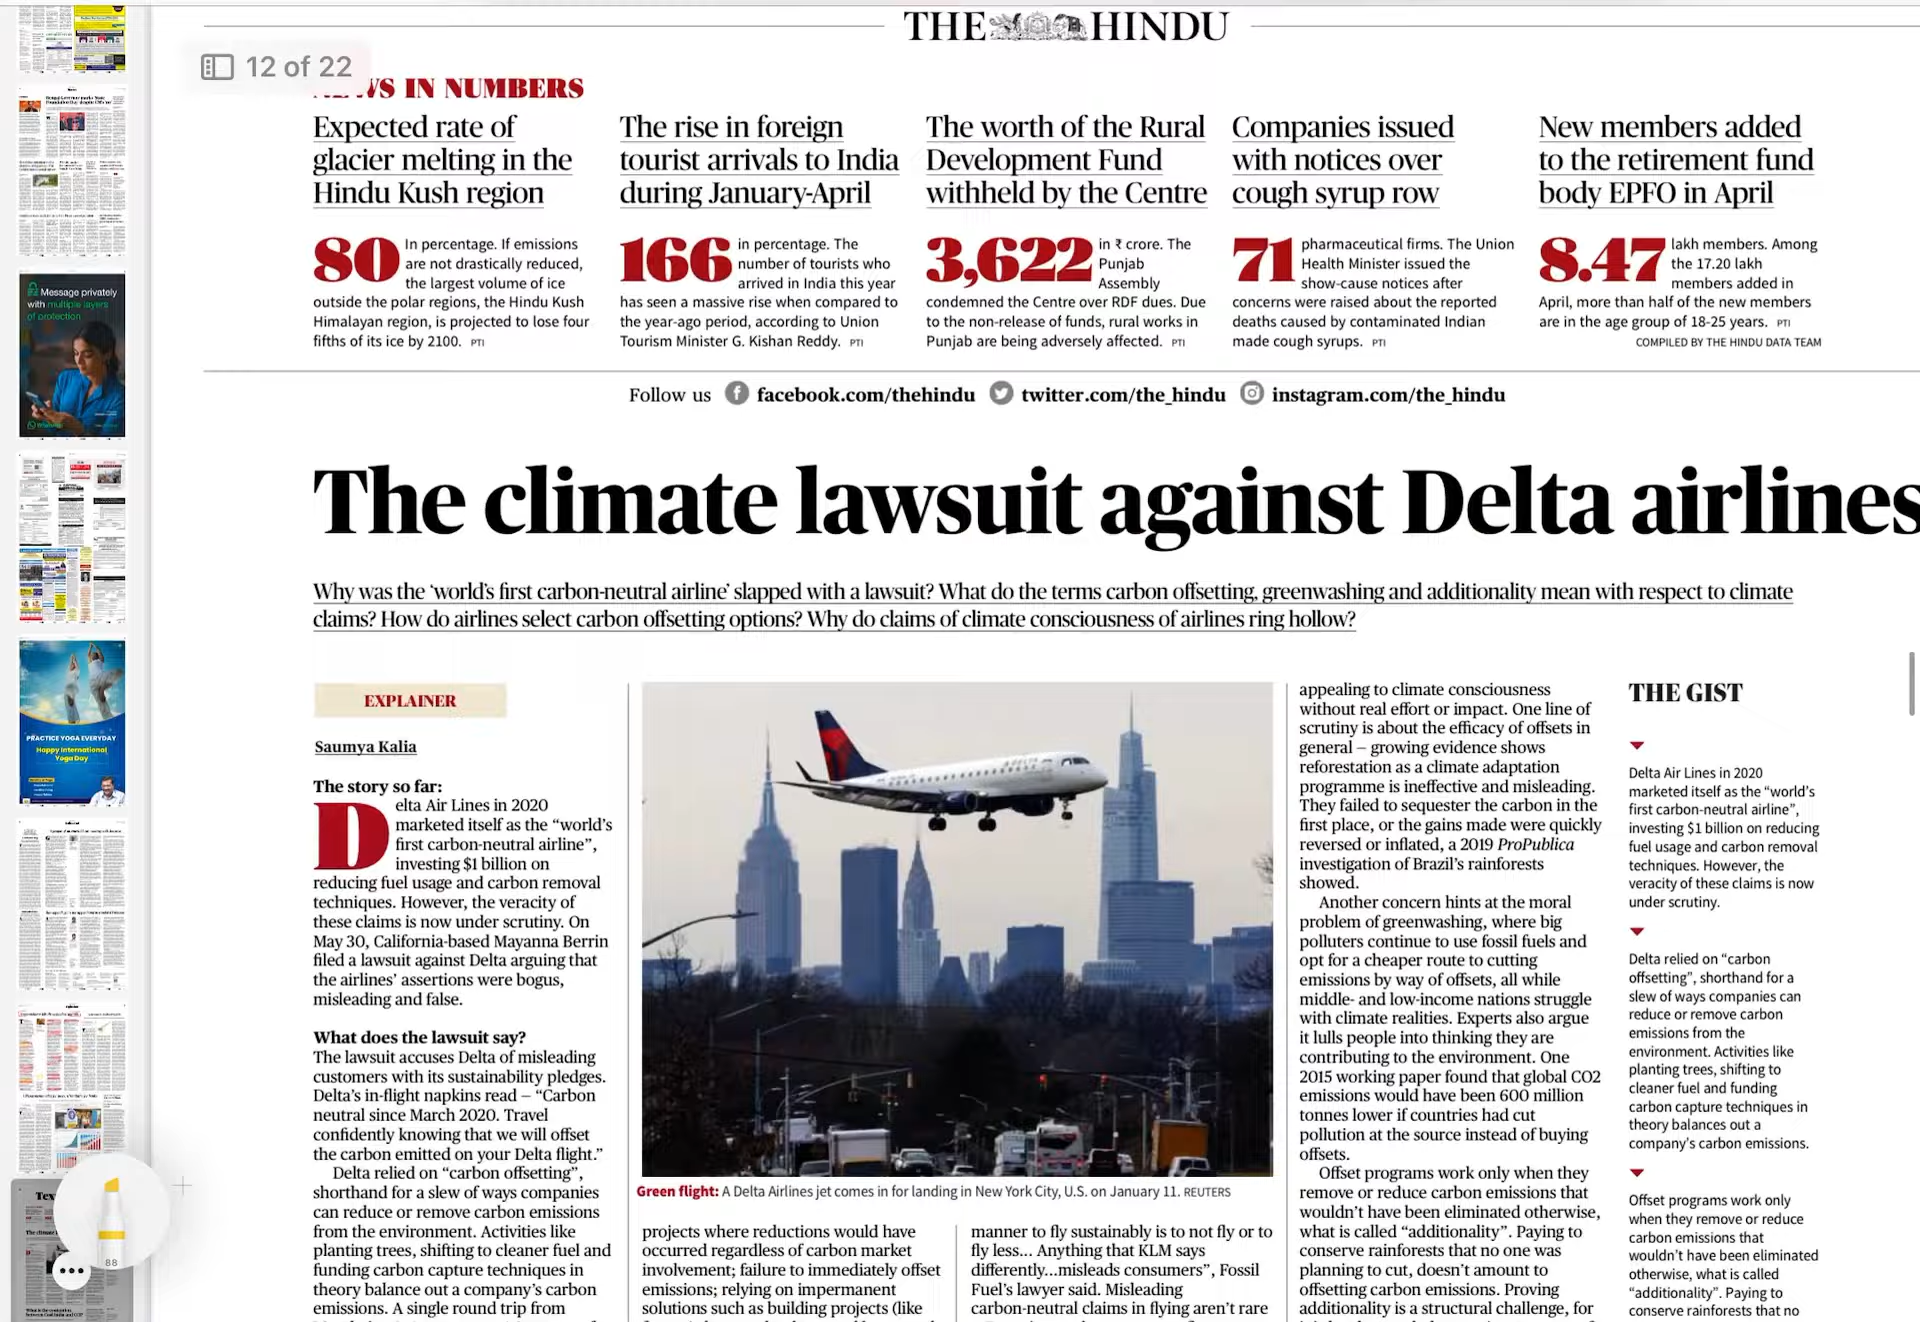 THE HINDU
12 of 22
NEWS IN NUMBERS
Expected rate of
glacier melting in the
Hindu Kush region
80 In percentage. If emissions
are not drastically reduced,
the largest volume of ice
outside the polar regions, the Hindu Kush
Himalayan region, is projected to lose four
fifths of its ice by 2100. PTI
The rise in foreign
tourist arrivals to India
during January-April
166 in percentage. The
number of tourists who
arrived in India this year
has seen a massive rise when compared to
the year-ago period, according to Union
Tourism Minister G. Kishan Reddy. PTI
The worth of the Rural
Development Fund
withheld by the Centre
3,622 in ₹ crore. The
Punjab
Assembly
condemned the Centre over RDF dues. Due
to the non-release of funds, rural works in
Punjab are being adversely affected. PTI
Companies issued
with notices over
cough syrup row
71 pharmaceutical firms. The Union
Health Minister issued the
show-cause notices after
concerns were raised about the reported
deaths caused by contaminated Indian
made cough syrups. PTI
New members added
to the retirement fund
body EPFO in April
8.47 lakh members. Among
the 17.20 lakh
members added in
April, more than half of the new members
are in the age group of 18-25 years. PTI
COMPILED BY THE HINDU DATA TEAM
Follow us facebook.com/thehindu twitter.com/the_hindu instagram.com/the_hindu
The climate lawsuit against Delta airlines
Why was the ‘world’s first carbon-neutral airline’ slapped with a lawsuit? What do the terms carbon offsetting, greenwashing and additionality mean with respect to climate
claims? How do airlines select carbon offsetting options? Why do claims of climate consciousness of airlines ring hollow?
EXPLAINER
Saumya Kalia
The story so far:
Delta Air Lines in 2020
marketed itself as the “world’s
first carbon-neutral airline”,
investing $1 billion on
reducing fuel usage and carbon removal
techniques. However, the veracity of
these claims is now under scrutiny. On
May 30, California-based Mayanna Berrin
filed a lawsuit against Delta arguing that
the airlines’ assertions were bogus,
misleading and false.
What does the lawsuit say?
The lawsuit accuses Delta of misleading
customers with its sustainability pledges.
Delta’s in-flight napkins read – “Carbon
neutral since March 2020. Travel
confidently knowing that we will offset
the carbon emitted on your Delta flight.”
Delta relied on “carbon offsetting”,
shorthand for a slew of ways companies
can reduce or remove carbon emissions
from the environment. Activities like
planting trees, shifting to cleaner fuel and
funding carbon capture techniques in
theory balances out a company’s carbon
emissions. A single round trip from
Green flight: A Delta Airlines jet comes in for landing in New York City, U.S. on January 11. REUTERS
projects where reductions would have
occurred regardless of carbon market
involvement; failure to immediately offset
emissions; relying on impermanent
solutions such as building projects (like
manner to fly sustainably is to not fly or to
fly less... Anything that KLM says
differently...misleads consumers”, Fossil
Fuel’s lawyer said. Misleading
carbon-neutral claims in flying aren’t rare
appealing to climate consciousness
without real effort or impact. One line of
scrutiny is about the efficacy of offsets in
general – growing evidence shows
reforestation as a climate adaptation
programme is ineffective and misleading.
They failed to sequester the carbon in the
first place, or the gains made were quickly
reversed or inflated, a 2019 ProPublica
investigation of Brazil’s rainforests
showed.
Another concern hints at the moral
problem of greenwashing, where big
polluters continue to use fossil fuels and
opt for a cheaper route to cutting
emissions by way of offsets, all while
middle- and low-income nations struggle
with climate realities. Experts also argue
it lulls people into thinking they are
contributing to the environment. One
2015 working paper found that global CO2
emissions would have been 600 million
tonnes lower if countries had cut
pollution at the source instead of buying
offsets.
Offset programs work only when they
remove or reduce carbon emissions that
wouldn’t have been eliminated otherwise,
what is called “additionality”. Paying to
conserve rainforests that no one was
planning to cut, doesn’t amount to
offsetting carbon emissions. Proving
additionality is a structural challenge, for
THE GIST
Delta Air Lines in 2020
marketed itself as the “world’s
first carbon-neutral airline”,
investing $1 billion on reducing
fuel usage and carbon removal
techniques. However, the
veracity of these claims is now
under scrutiny.
Delta relied on “carbon
offsetting”, shorthand for a
slew of ways companies can
reduce or remove carbon
emissions from the
environment. Activities like
planting trees, shifting to
cleaner fuel and funding
carbon capture techniques in
theory balances out a
company’s carbon emissions.
Offset programs work only
when they remove or reduce
carbon emissions that
wouldn’t have been eliminated
otherwise, what is called
“additionality”. Paying to
conserve rainforests that no
Message privately
with multiple layers
of protection
PRACTICE YOGA EVERYDAY
Happy International
Yoga Day
88